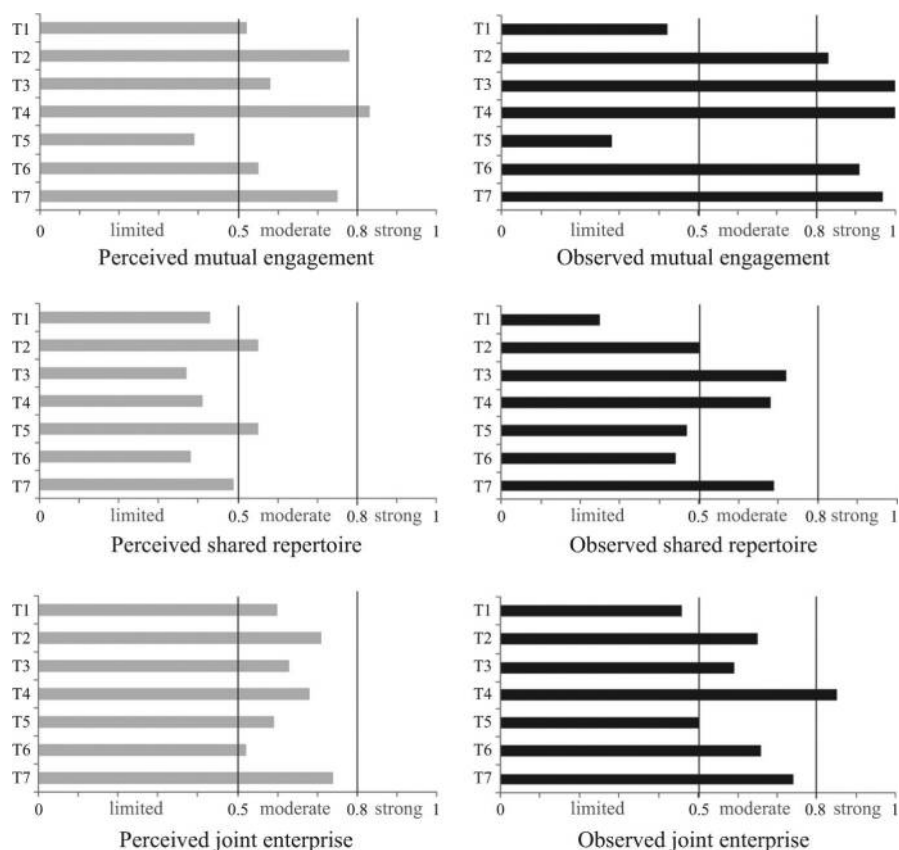 T1
T2
T3
T4
T5
T6
T7
0 limited 0.5 moderate 0.8 strong 1
Perceived mutual engagement
T1
T2
T3
T4
T5
T6
T7
0 limited 0.5 moderate 0.8 strong 1
Observed mutual engagement
T1
T2
T3
T4
T5
T6
T7
0 limited 0.5 moderate 0.8 strong 1
Perceived shared repertoire
T1
T2
T3
T4
T5
T6
T7
0 limited 0.5 moderate 0.8 strong 1
Observed shared repertoire
T1
T2
T3
T4
T5
T6
T7
0 limited 0.5 moderate 0.8 strong 1
Perceived joint enterprise
T1
T2
T3
T4
T5
T6
T7
0 limited 0.5 moderate 0.8 strong 1
Observed joint enterprise